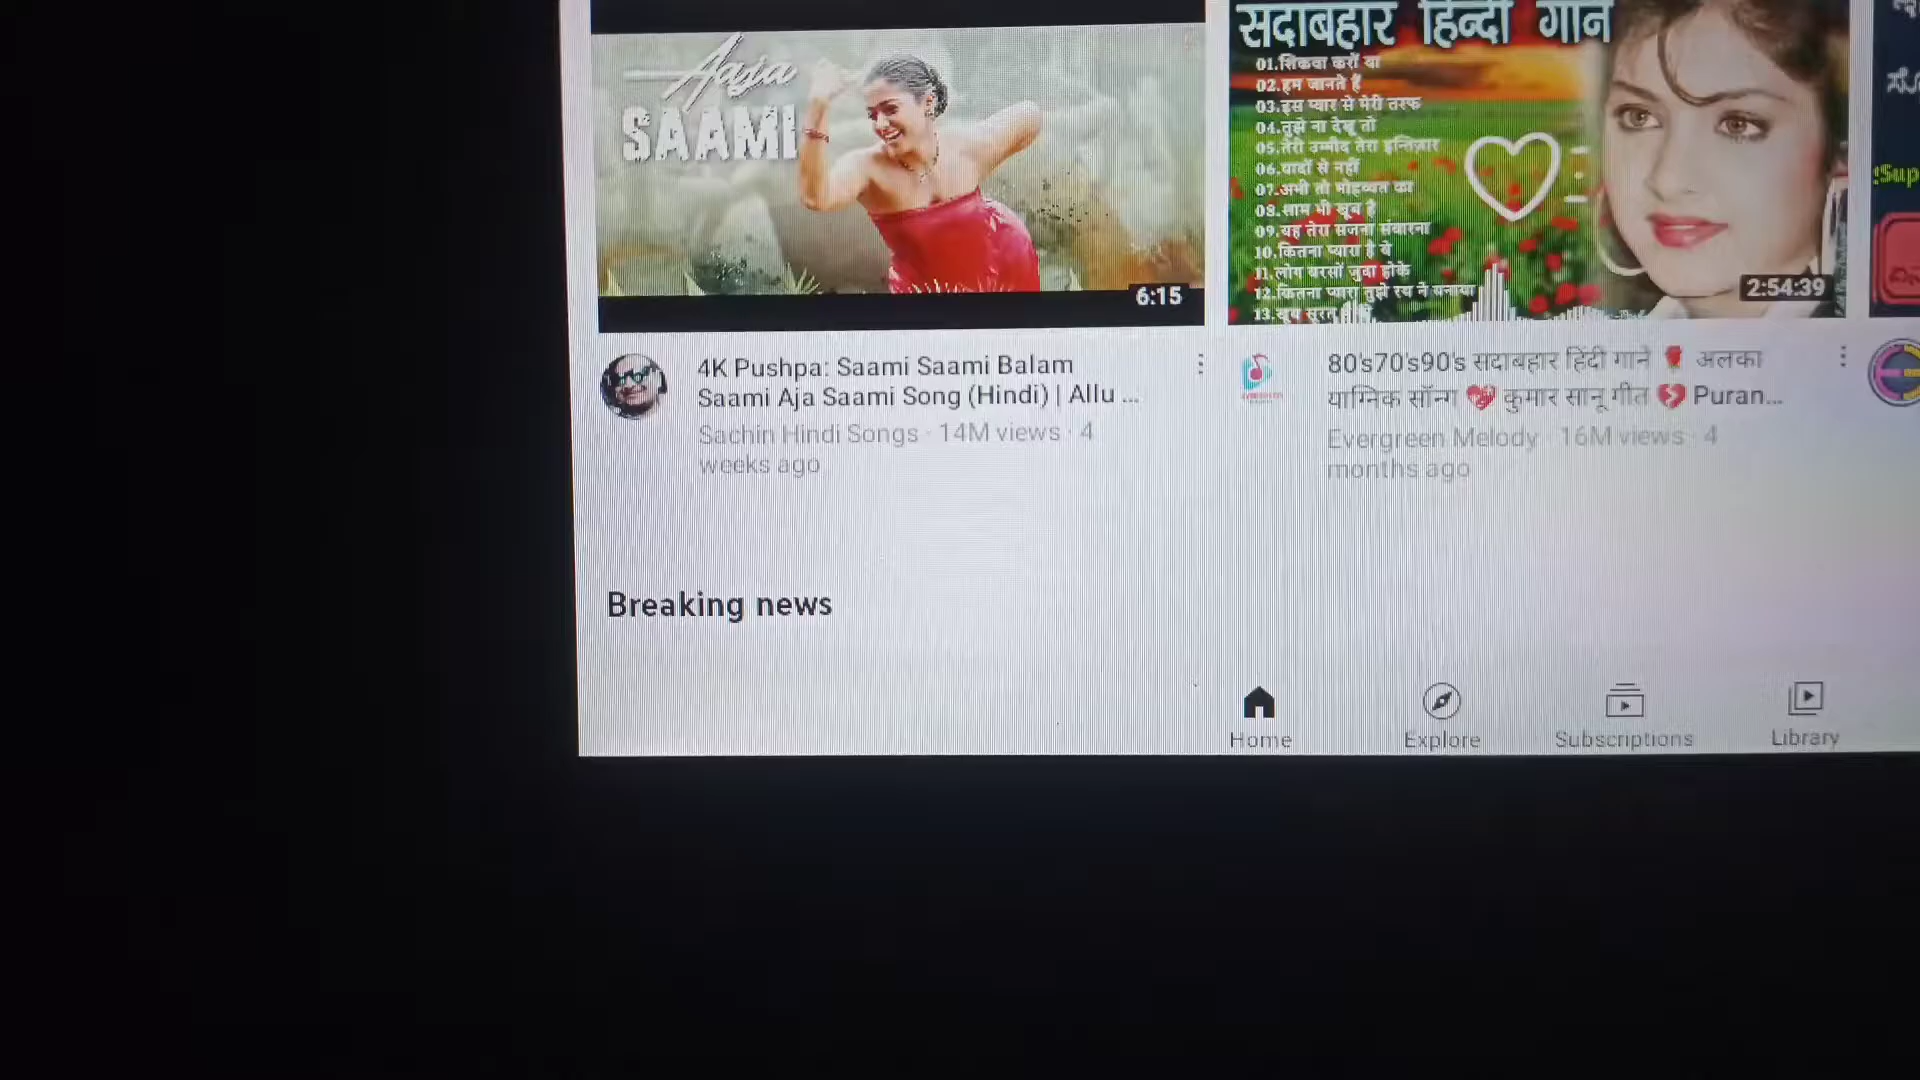 Aaja
SAAMI
6:15
4K Pushpa: Saami Saami Balam
Saami Aja Saami Song (Hindi) | Allu ...
Sachin Hindi Songs · 14M views · 4
weeks ago
सदाबहार हिन्दी गाने
01.शिकवा करों या
02.हम जानते हैं
03.इस प्यार से मेरी तरफ
04.तुझे ना देखू तो
05.तेरी उम्मीद तेरा इन्तिज़ार
06.यादों से नहीं
07.अभी तो मोहब्बत का
08.साम भी खूब है
09.यह तेरा सजना संवारना
10.कितना प्यारा है ये
11.लोग बरसों जुदा होके
12.कितना प्यारा तुझे रब ने बनाया
13.खूब सूरत
2:54:39
80's70's90's सदाबहार हिंदी गाने 🌹 अलका
याग्निक सॉन्ग 💖 कुमार सानू गीत 💔 Puran...
Evergreen Melody · 16M views · 4
months ago
:Sup
Breaking news
Home
Explore
Subscriptions
Library